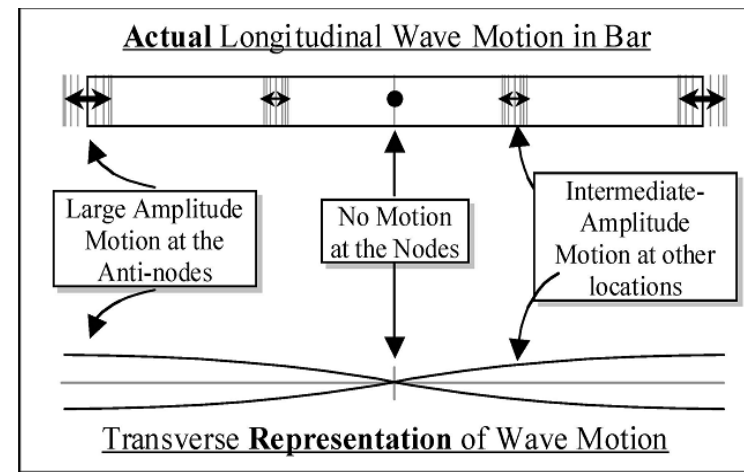 Actual Longitudinal Wave Motion in Bar
Large Amplitude
Motion at the
Anti-nodes
No Motion
at the Nodes
Intermediate-
Amplitude
Motion at other
locations
Transverse Representation of Wave Motion